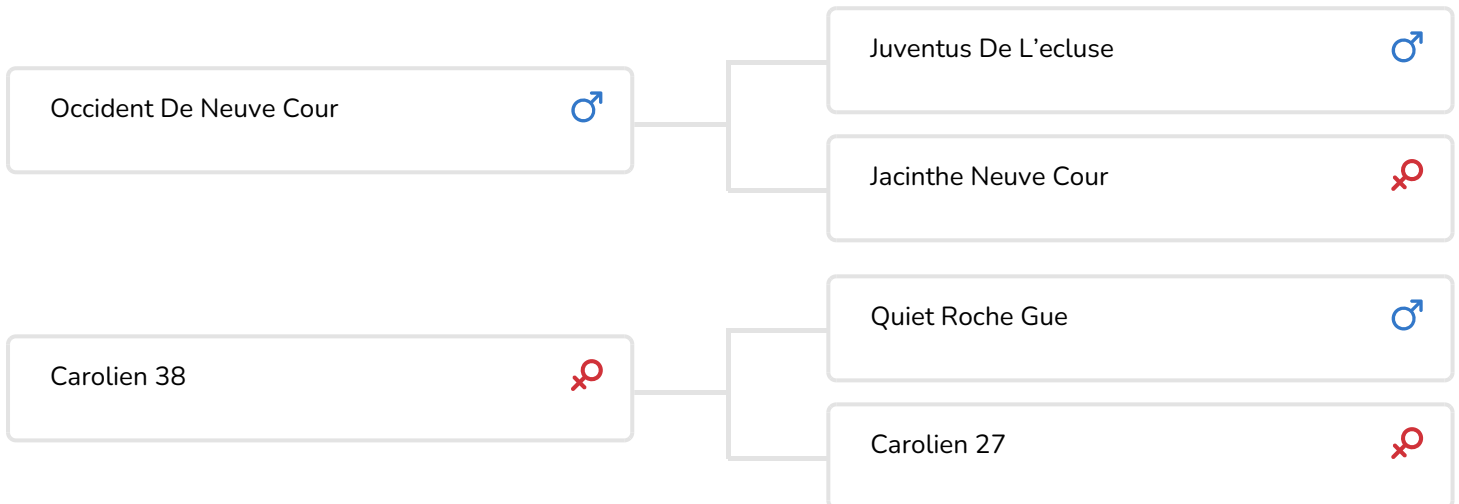 Juventus De L’ecluse
Occident De Neuve Cour
Jacinthe Neuve Cour
Quiet Roche Gue
Carolien 38
Carolien 27